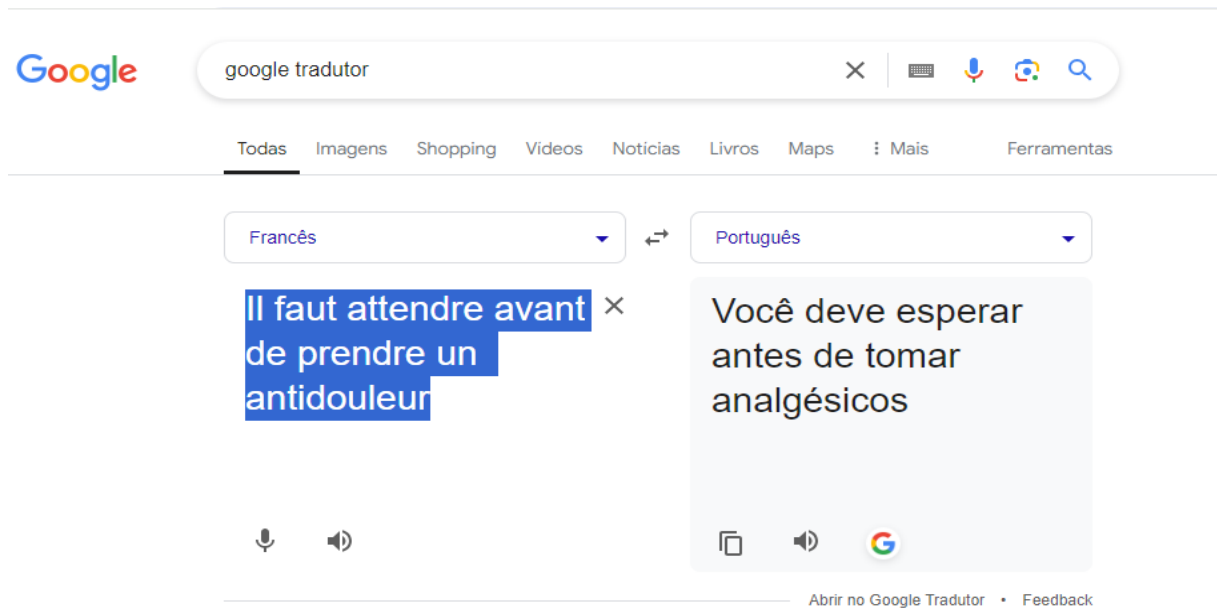 Google
google tradutor
Todas Imagens Shopping Vídeos Notícias Livros Maps Mais Ferramentas
Francês Português
Il faut attendre avant
de prendre un
antidouleur
Você deve esperar
antes de tomar
analgésicos
G
Abrir no Google Tradutor • Feedback